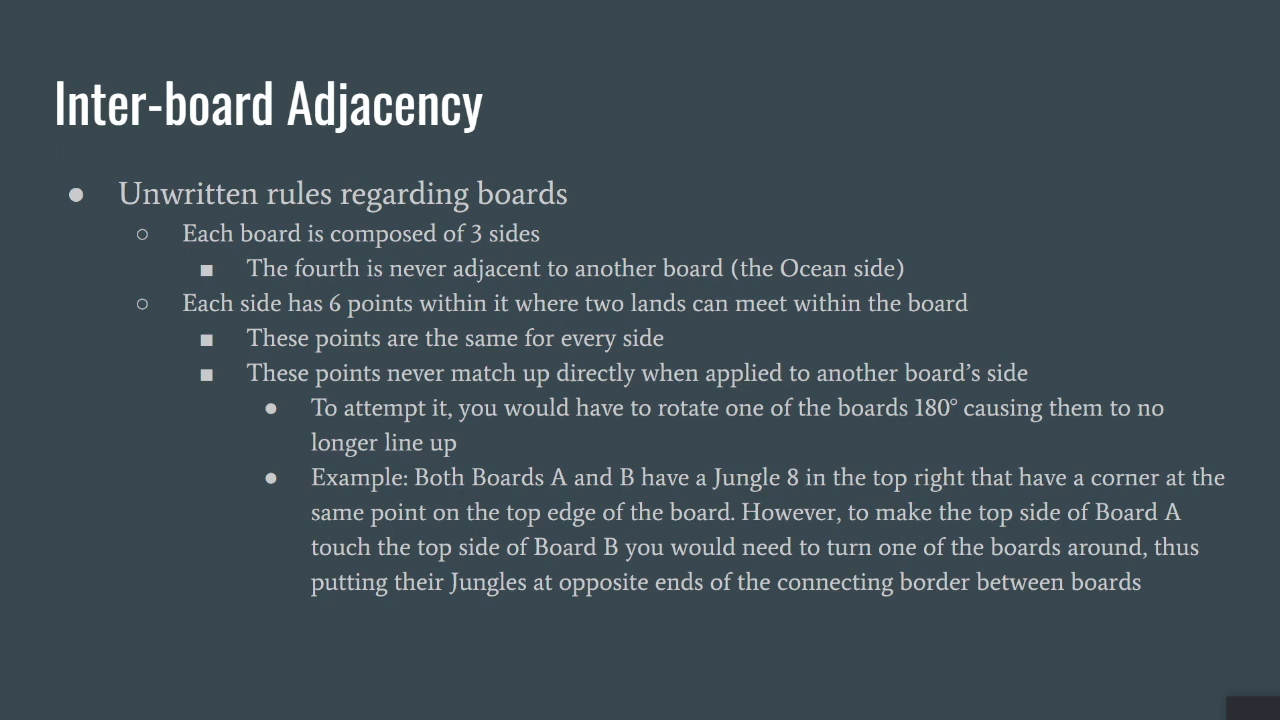 Inter-board Adjacency
● Unwritten rules regarding boards
○ Each board is composed of 3 sides
■ The fourth is never adjacent to another board (the Ocean side)
○ Each side has 6 points within it where two lands can meet within the board
■ These points are the same for every side
■ These points never match up directly when applied to another board’s side
● To attempt it, you would have to rotate one of the boards 180° causing them to no
longer line up
● Example: Both Boards A and B have a Jungle 8 in the top right that have a corner at the
same point on the top edge of the board. However, to make the top side of Board A
touch the top side of Board B you would need to turn one of the boards around, thus
putting their Jungles at opposite ends of the connecting border between boards